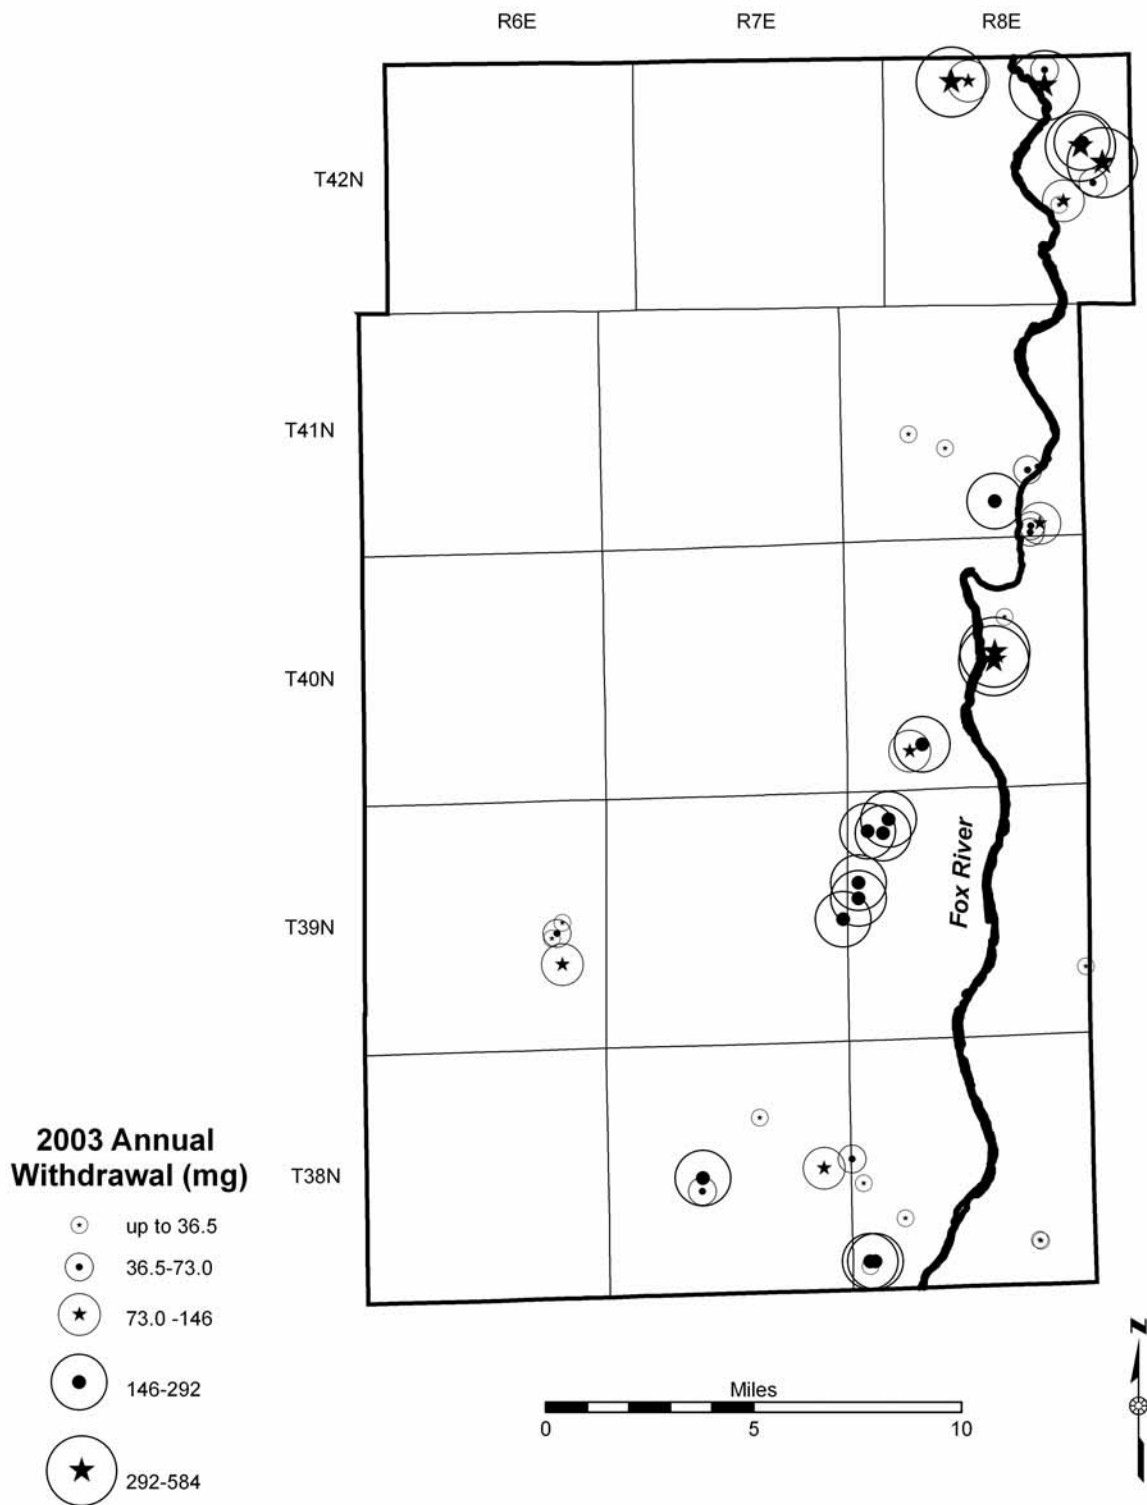 R6E R7E R8E
T42N
T41N
T40N
Fox River
T39N
T38N
2003 Annual
Withdrawal (mg)
up to 36.5
36.5-73.0
73.0 -146
146-292
292-584
Miles
0 5 10
N